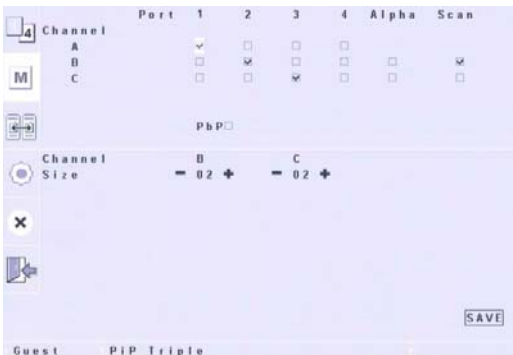 Port 1 2 3 4 Alpha Scan
4 Channel
A
B
M C
PbP
Channel B C
Size - 02 + - 02 +
SAVE
Guest PiP Triple